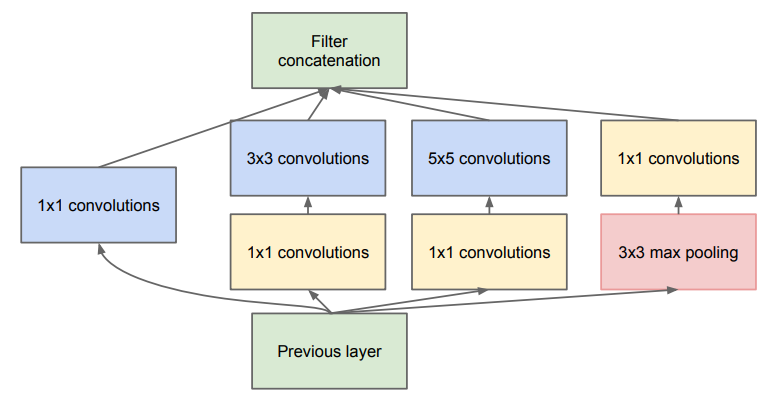 Filter
concatenation
3x3 convolutions
5x5 convolutions
1x1 convolutions
1x1 convolutions
1x1 convolutions
1x1 convolutions
3x3 max pooling
Previous layer